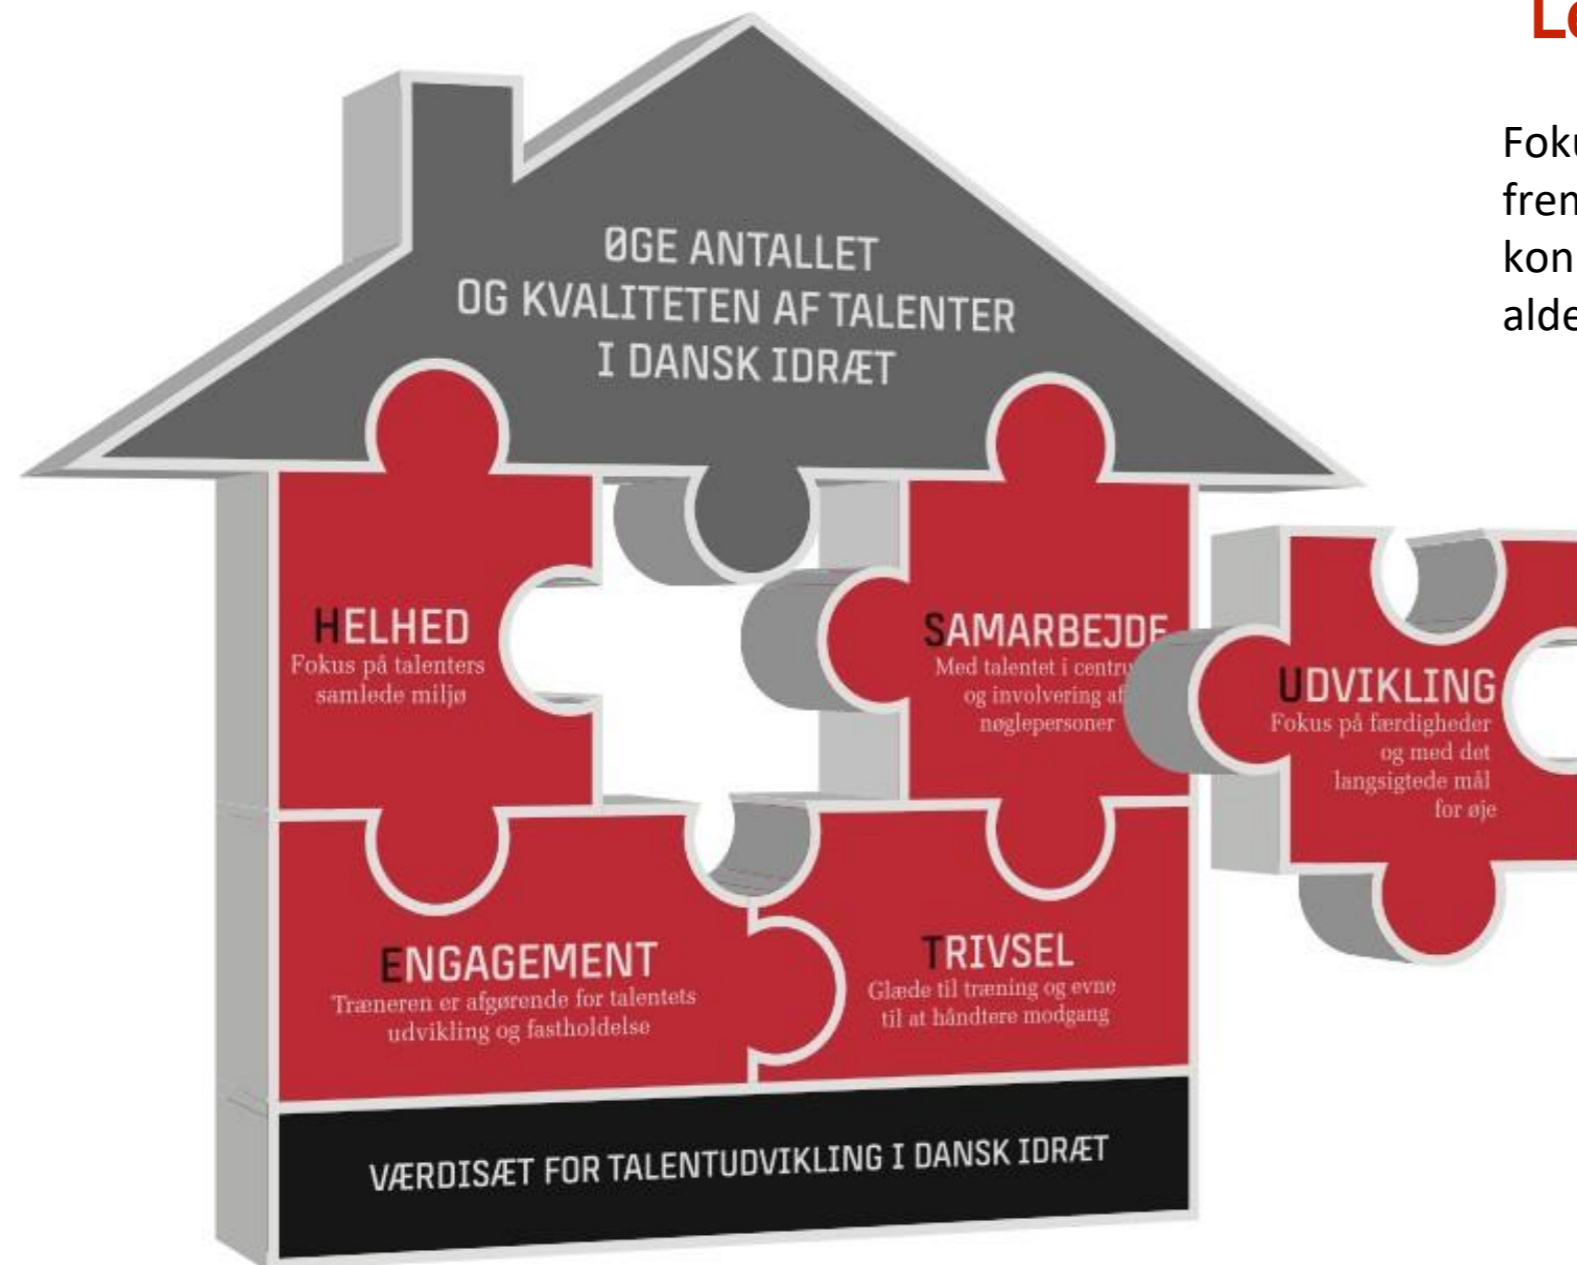 ØGE ANTALLET
OG KVALITETEN AF TALENTER
I DANSK IDRÆT
HELHED
Fokus på talenters
samlede miljø
SAMARBEJDE
Med talentet i
og involvering af
nøglepersoner
UDVIKLING
Fokus på færdigheder
og med det
langsigtede mål
for øje
ENGAGEMENT
Træneren er afgørende for talentets
udvikling og fastholdelse
TRIVSEL
Glæde til træning og evne
til at håndtere modgang
VÆRDISÆT FOR TALENTUDVIKLING I DANSK IDRÆT